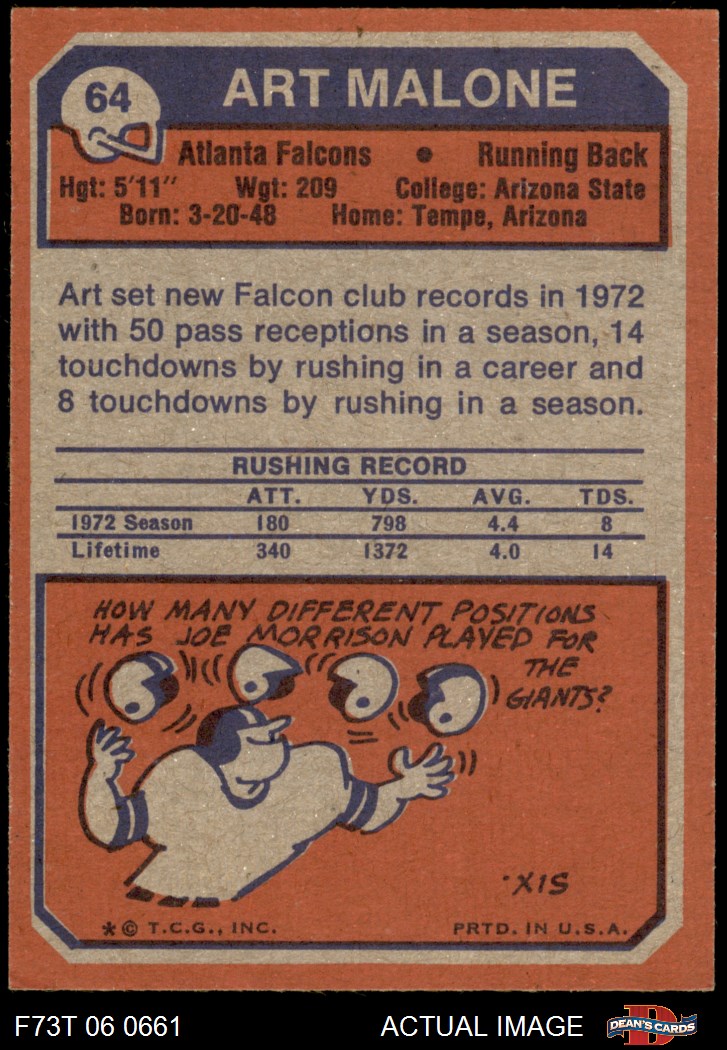 64
ART MALONE
Atlanta Falcons • Running Back
Hgt: 5'11" Wgt: 209 College: Arizona State
Born: 3-20-48 Home: Tempe, Arizona
Art set new Falcon club records in 1972
with 50 pass receptions in a season, 14
touchdowns by rushing in a career and
8 touchdowns by rushing in a season.
RUSHING RECORD
ATT. YDS. AVG. TDS.
1972 Season 180 798 4.4 8
Lifetime 340 1372 4.0 14
HOW MANY DIFFERENT POSITIONS
HAS JOE MORRISON PLAYED FOR
THE
GIANTS?
·XIS
*© T.C.G., INC. PRTD. IN U.S.A.
F73T 06 0661 ACTUAL IMAGE D DEAN'S CARDS